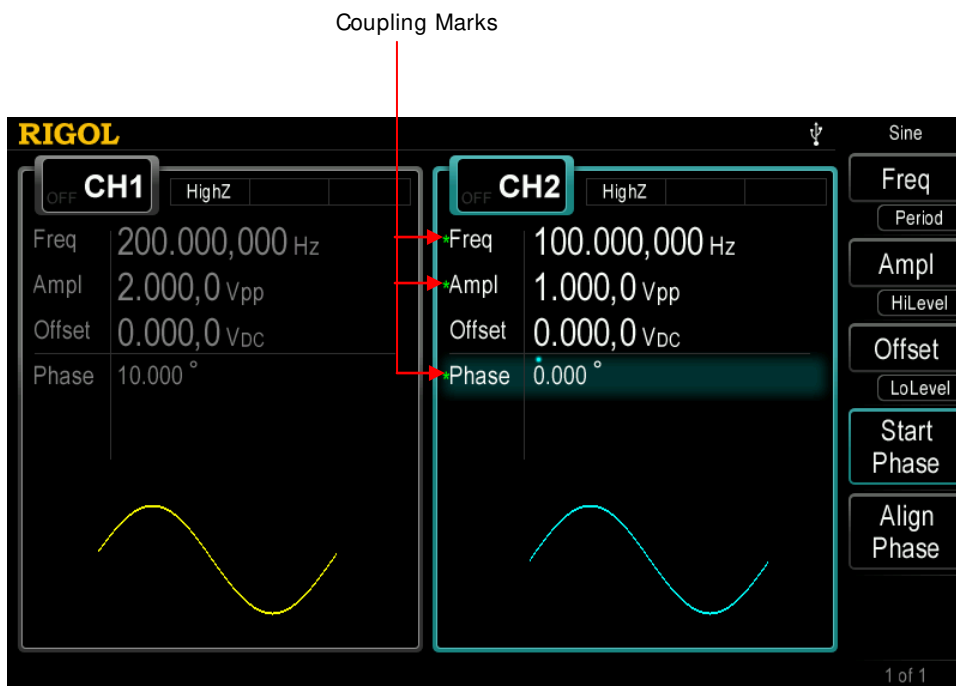 Coupling Marks
RIGOL
Sine
OFF CH1 HighZ
Freq 200.000,000 Hz
Ampl 2.000,0 Vpp
Offset 0.000,0 VDC
Phase 10.000 °
OFF CH2 HighZ
*Freq 100.000,000 Hz
*Ampl 1.000,0 Vpp
Offset 0.000,0 VDC
*Phase 0.000 °
Freq
Period
Ampl
HiLevel
Offset
LoLevel
Start
Phase
Align
Phase
1 of 1